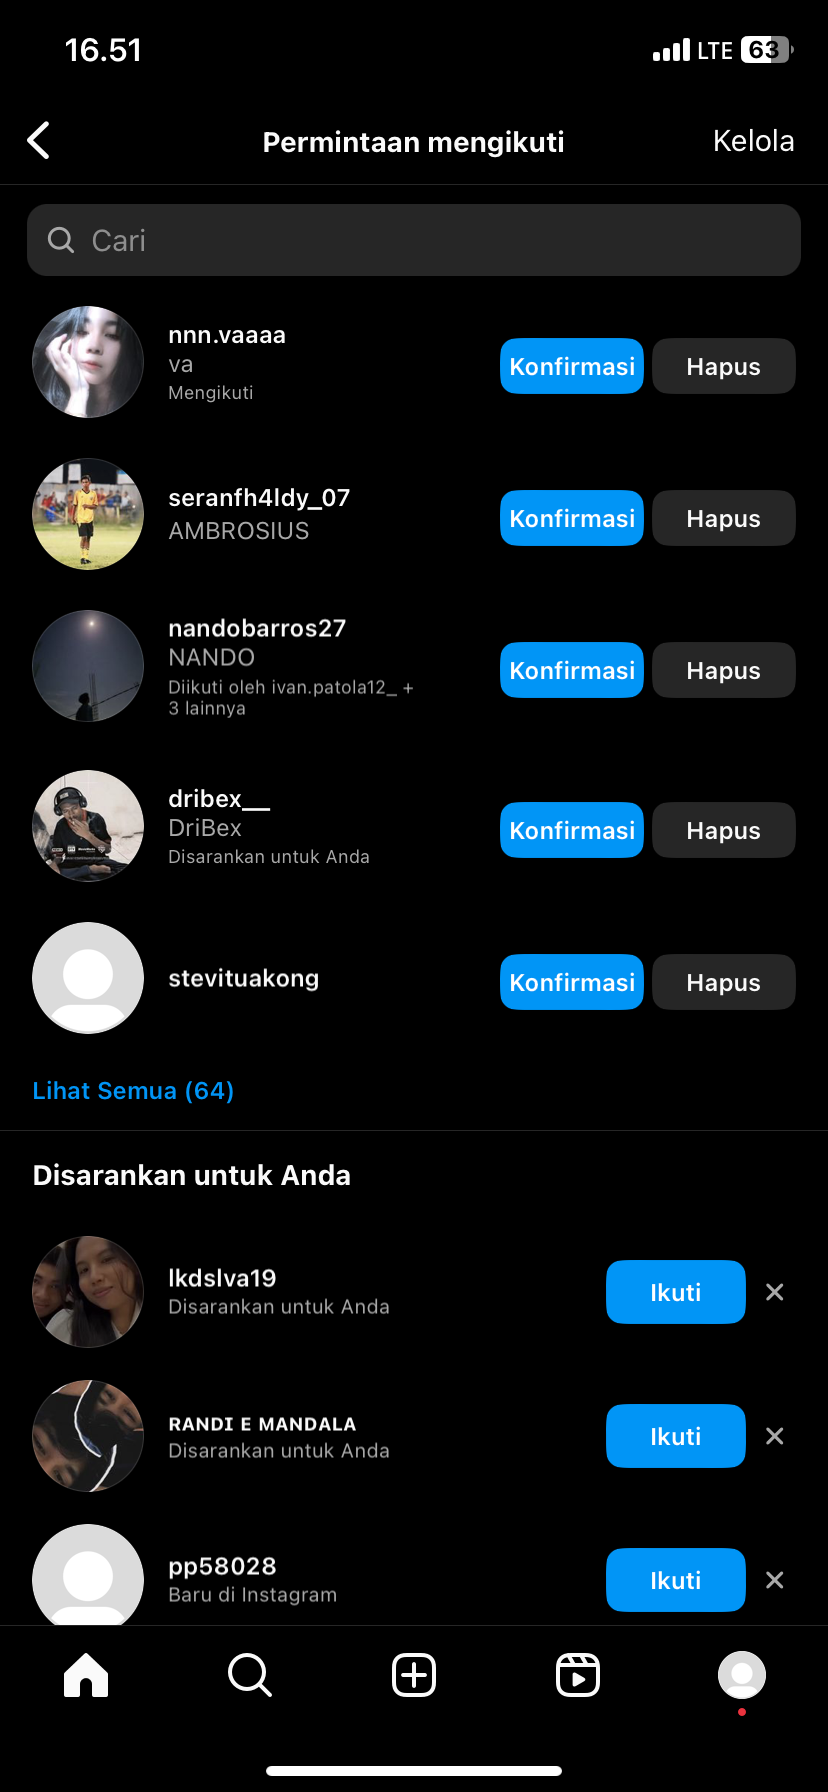 16.51
LTE 63
Permintaan mengikuti
Kelola
Cari
nnn.vaaaa
va
Mengikuti
Konfirmasi
Hapus
seranfh4ldy_07
AMBROSIUS
Konfirmasi
Hapus
nandobarros27
NANDO
Diikuti oleh ivan.patola12_ +
3 lainnya
Konfirmasi
Hapus
dribex__
DriBex
Disarankan untuk Anda
Konfirmasi
Hapus
stevituakong
Konfirmasi
Hapus
Lihat Semua (64)
Disarankan untuk Anda
lkdslva19
Disarankan untuk Anda
Ikuti
ʀᴀɴᴅɪ ᴇ ᴍᴀɴᴅᴀʟᴀ
Disarankan untuk Anda
Ikuti
pp58028
Baru di Instagram
Ikuti